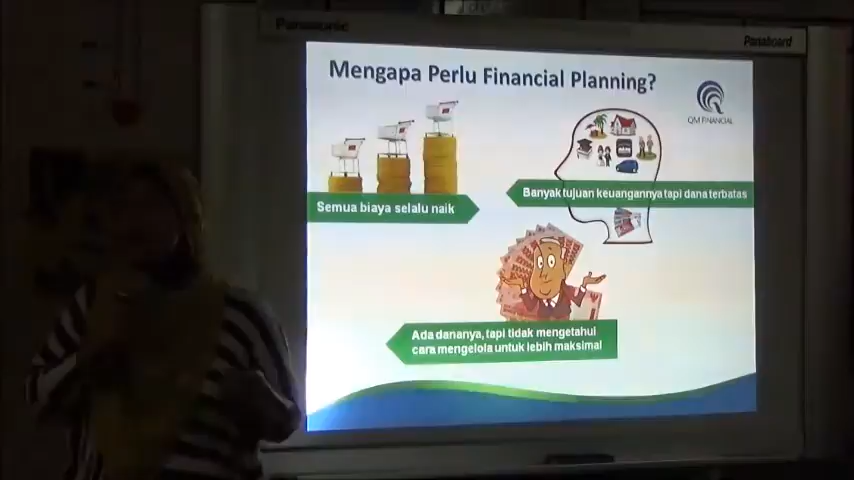 Panasonic
Panaboard
Mengapa Perlu Financial Planning?
QM FINANCIAL
Semua biaya selalu naik
Banyak tujuan keuangannya tapi dana terbatas
Ada dananya, tapi tidak mengetahui
cara mengelola untuk lebih maksimal